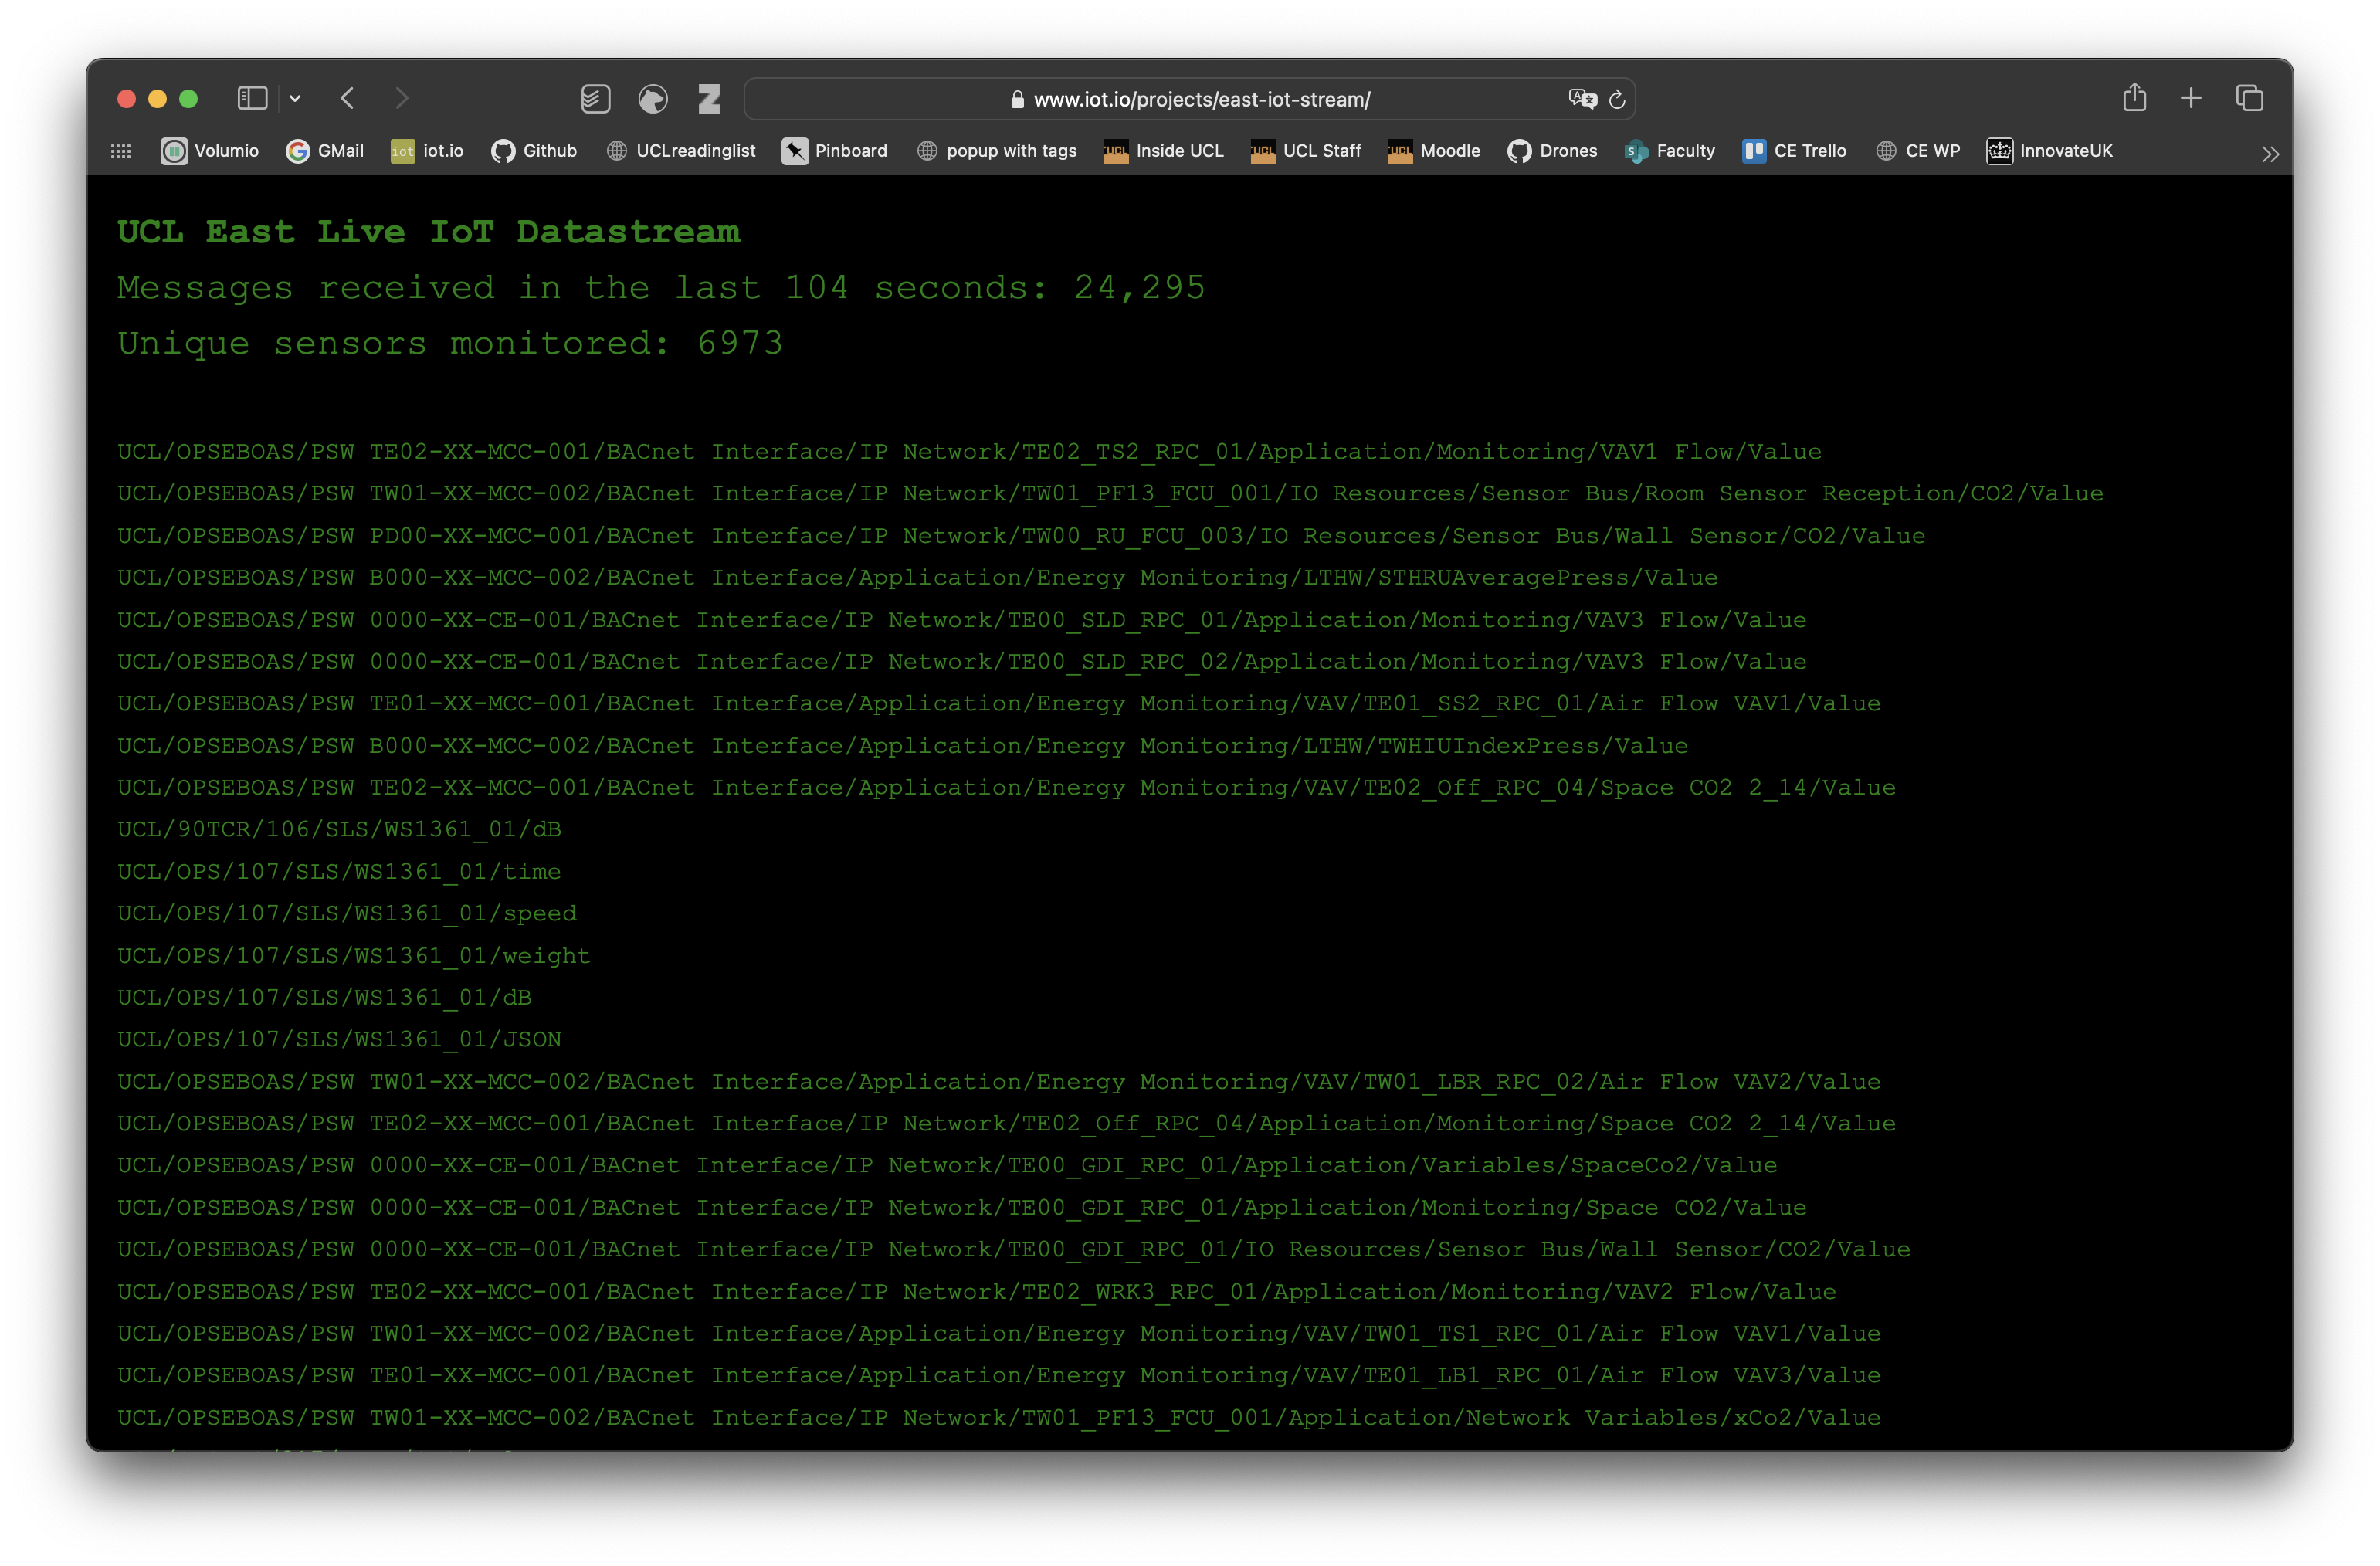 www.iot.io/projects/east-iot-stream/
Volumio GMail iot iot.io Github UCLreadinglist Pinboard popup with tags UCL Inside UCL UCL UCL Staff UCL Moodle Drones S Faculty CE Trello CE WP InnovateUK
UCL East Live IoT Datastream
Messages received in the last 104 seconds: 24,295
Unique sensors monitored: 6973
UCL/OPSEBOAS/PSW TE02-XX-MCC-001/BACnet Interface/IP Network/TE02_TS2_RPC_01/Application/Monitoring/VAV1 Flow/Value
UCL/OPSEBOAS/PSW TW01-XX-MCC-002/BACnet Interface/IP Network/TW01_PF13_FCU_001/IO Resources/Sensor Bus/Room Sensor Reception/CO2/Value
UCL/OPSEBOAS/PSW PD00-XX-MCC-001/BACnet Interface/IP Network/TW00_RU_FCU_003/IO Resources/Sensor Bus/Wall Sensor/CO2/Value
UCL/OPSEBOAS/PSW B000-XX-MCC-002/BACnet Interface/Application/Energy Monitoring/LTHW/STHRUAveragePress/Value
UCL/OPSEBOAS/PSW 0000-XX-CE-001/BACnet Interface/IP Network/TE00_SLD_RPC_01/Application/Monitoring/VAV3 Flow/Value
UCL/OPSEBOAS/PSW 0000-XX-CE-001/BACnet Interface/IP Network/TE00_SLD_RPC_02/Application/Monitoring/VAV3 Flow/Value
UCL/OPSEBOAS/PSW TE01-XX-MCC-001/BACnet Interface/Application/Energy Monitoring/VAV/TE01_SS2_RPC_01/Air Flow VAV1/Value
UCL/OPSEBOAS/PSW B000-XX-MCC-002/BACnet Interface/Application/Energy Monitoring/LTHW/TWHIUIndexPress/Value
UCL/OPSEBOAS/PSW TE02-XX-MCC-001/BACnet Interface/Application/Energy Monitoring/VAV/TE02_Off_RPC_04/Space CO2 2_14/Value
UCL/90TCR/106/SLS/WS1361_01/dB
UCL/OPS/107/SLS/WS1361_01/time
UCL/OPS/107/SLS/WS1361_01/speed
UCL/OPS/107/SLS/WS1361_01/weight
UCL/OPS/107/SLS/WS1361_01/dB
UCL/OPS/107/SLS/WS1361_01/JSON
UCL/OPSEBOAS/PSW TW01-XX-MCC-002/BACnet Interface/Application/Energy Monitoring/VAV/TW01_LBR_RPC_02/Air Flow VAV2/Value
UCL/OPSEBOAS/PSW TE02-XX-MCC-001/BACnet Interface/IP Network/TE02_Off_RPC_04/Application/Monitoring/Space CO2 2_14/Value
UCL/OPSEBOAS/PSW 0000-XX-CE-001/BACnet Interface/IP Network/TE00_GDI_RPC_01/Application/Variables/SpaceCo2/Value
UCL/OPSEBOAS/PSW 0000-XX-CE-001/BACnet Interface/IP Network/TE00_GDI_RPC_01/Application/Monitoring/Space CO2/Value
UCL/OPSEBOAS/PSW 0000-XX-CE-001/BACnet Interface/IP Network/TE00_GDI_RPC_01/IO Resources/Sensor Bus/Wall Sensor/CO2/Value
UCL/OPSEBOAS/PSW TE02-XX-MCC-001/BACnet Interface/IP Network/TE02_WRK3_RPC_01/Application/Monitoring/VAV2 Flow/Value
UCL/OPSEBOAS/PSW TW01-XX-MCC-002/BACnet Interface/Application/Energy Monitoring/VAV/TW01_TS1_RPC_01/Air Flow VAV1/Value
UCL/OPSEBOAS/PSW TE01-XX-MCC-001/BACnet Interface/Application/Energy Monitoring/VAV/TE01_LB1_RPC_01/Air Flow VAV3/Value
UCL/OPSEBOAS/PSW TW01-XX-MCC-002/BACnet Interface/IP Network/TW01_PF13_FCU_001/Application/Network Variables/xCo2/Value